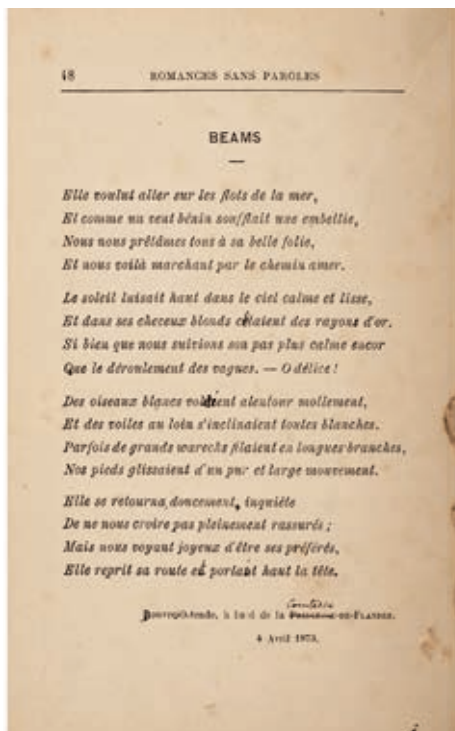 48 ROMANCES SANS PAROLES
BEAMS
Elle voulut aller sur les flots de la mer,
Et comme un vent bénin soufflait une embellie,
Nous nous prêtâmes tous à sa belle folie,
Et nous voilà marchant par le chemin amer.
Le soleil luisait haut dans le ciel calme et lisse,
Et dans ses cheveux blonds c'étaient des rayons d'or.
Si bien que nous suivions son pas plus calme encor
Que le déroulement des vagues. — O délice !
Des oiseaux blancs volaient alentour mollement,
Et des voiles au loin s'inclinaient toutes blanches.
Parfois de grands warechs filaient en longues branches,
Nos pieds glissaient d'un pur et large mouvement.
Elle se retourna, doucement, inquiète
De ne nous croire pas pleinement rassurés ;
Mais nous voyant joyeux d'être ses préférés,
Elle reprit sa route et portait haut la tête.
Comtesse
à bord de la DE-FLANDRE.
4 Avril 1873.